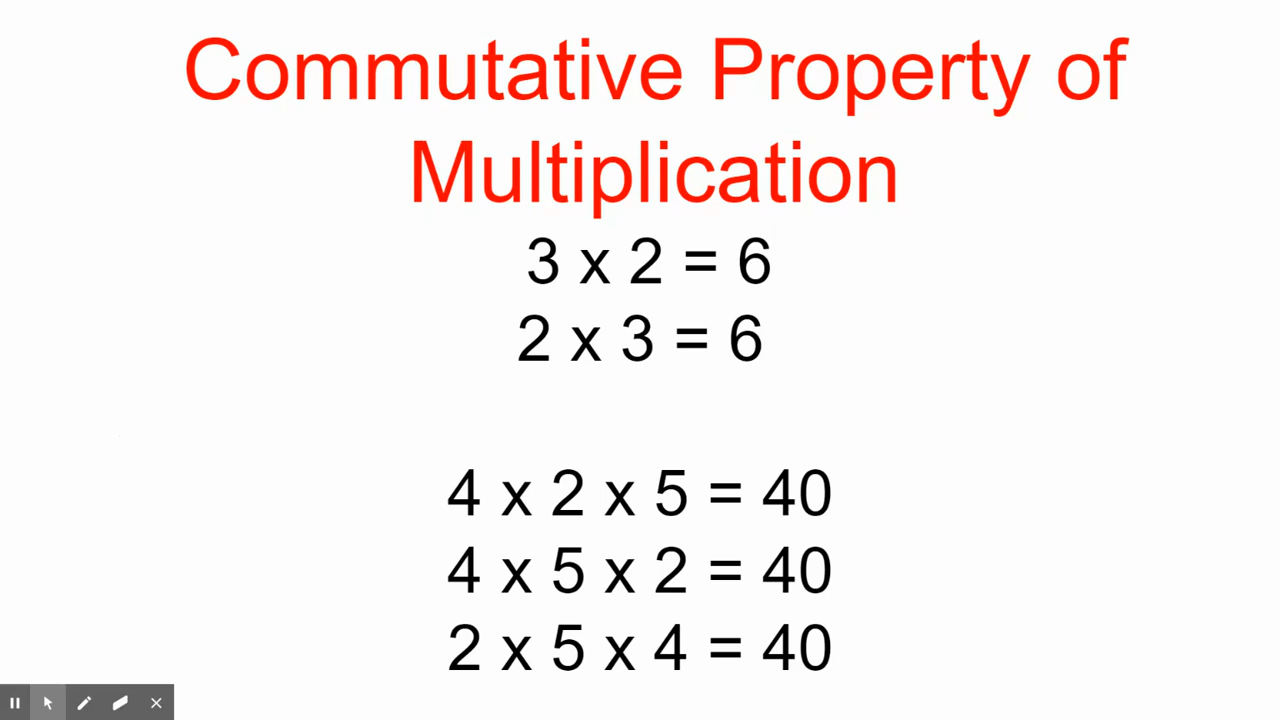 Commutative Property of
Multiplication
3 x 2 = 6
2 x 3 = 6
4 x 2 x 5 = 40
4 x 5 x 2 = 40
2 x 5 x 4 = 40